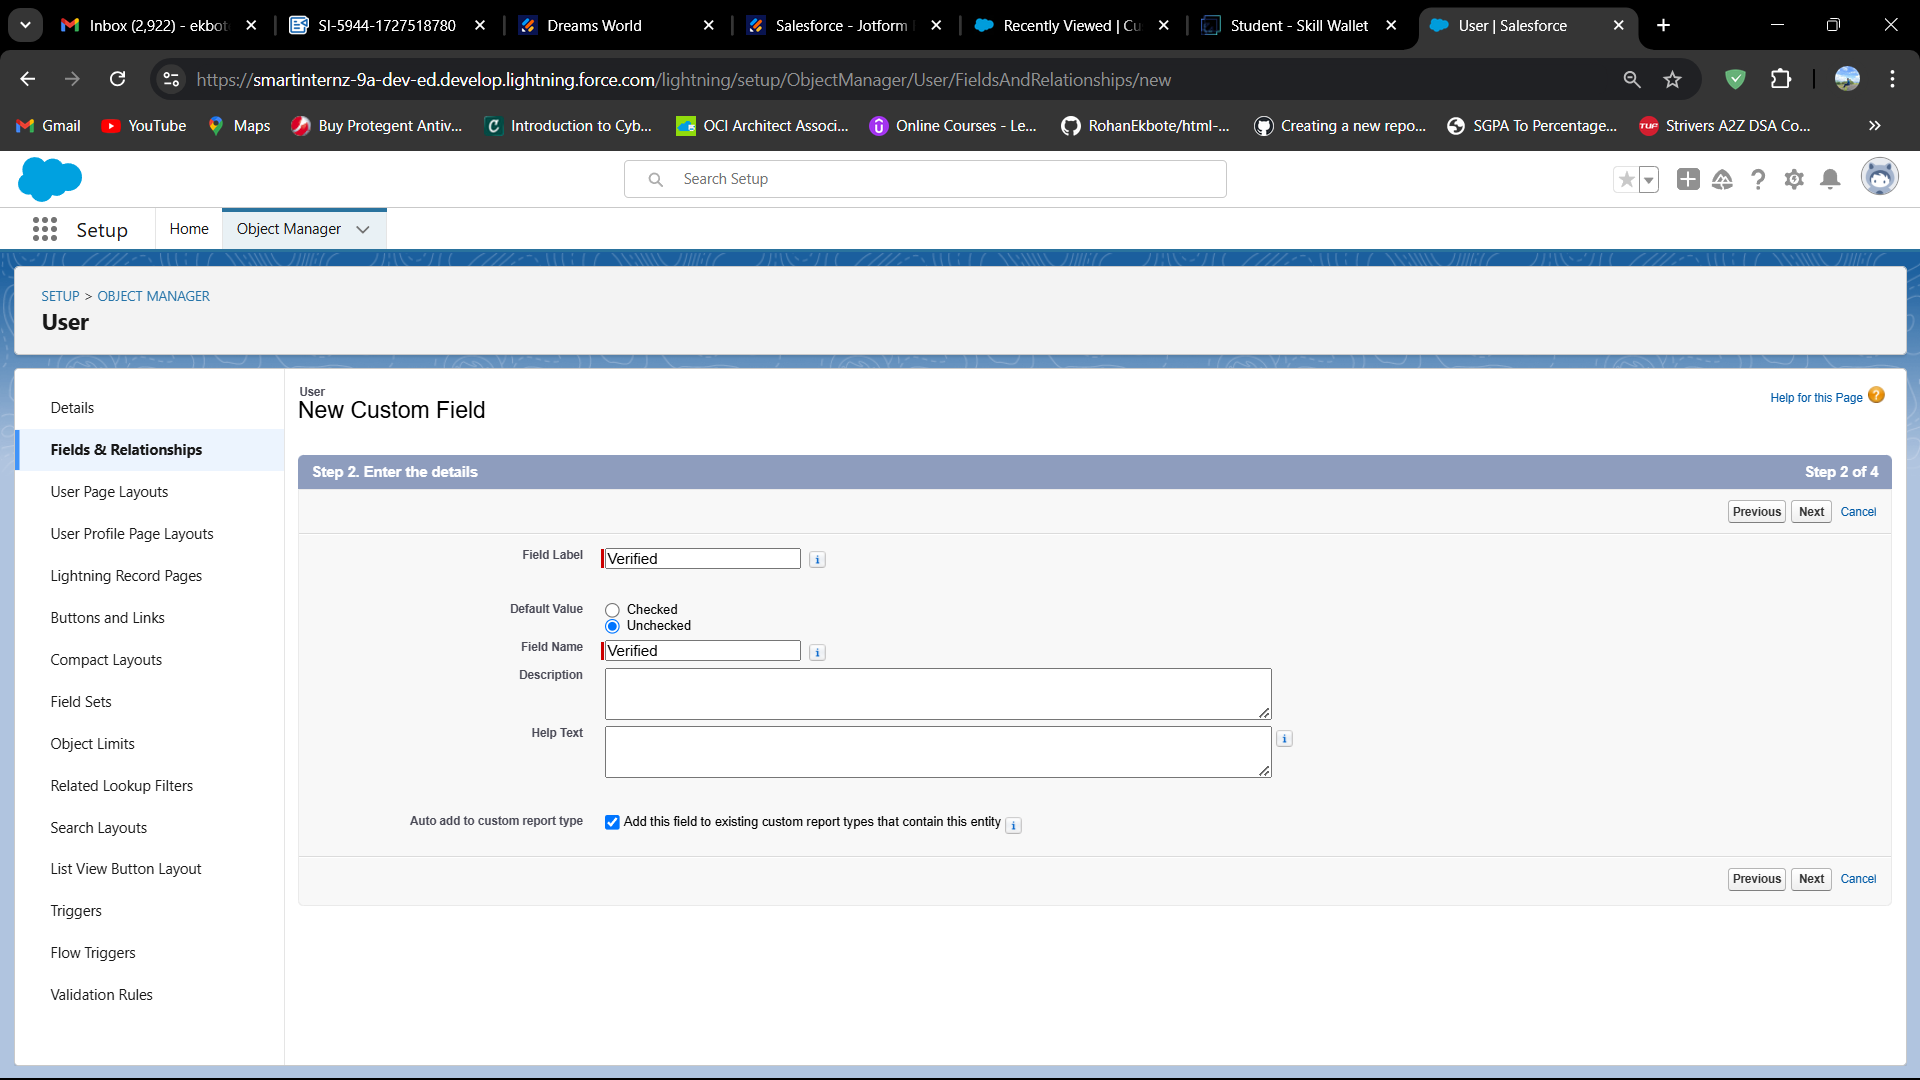 Inbox (2,922) - ekbot
SI-5944-1727518780
Dreams World
Salesforce - Jotform
Recently Viewed | Cu
Student - Skill Wallet
User | Salesforce
https://smartinternz-9a-dev-ed.develop.lightning.force.com/lightning/setup/ObjectManager/User/FieldsAndRelationships/new
Gmail
YouTube
Maps
Buy Protegent Antiv...
Introduction to Cyb...
OCI Architect Associ...
Online Courses - Le...
RohanEkbote/html-...
Creating a new repo...
SGPA To Percentage...
TUF
Strivers A2Z DSA Co...
Search Setup
Setup
Home
Object Manager
SETUP > OBJECT MANAGER
User
Details
Fields & Relationships
User Page Layouts
User Profile Page Layouts
Lightning Record Pages
Buttons and Links
Compact Layouts
Field Sets
Object Limits
Related Lookup Filters
Search Layouts
List View Button Layout
Triggers
Flow Triggers
Validation Rules
User
New Custom Field
Help for this Page
Step 2. Enter the details
Step 2 of 4
Previous
Next
Cancel
Field Label
Verified
Default Value
Checked
Unchecked
Field Name
Verified
Description
Help Text
Auto add to custom report type
Add this field to existing custom report types that contain this entity
Previous
Next
Cancel